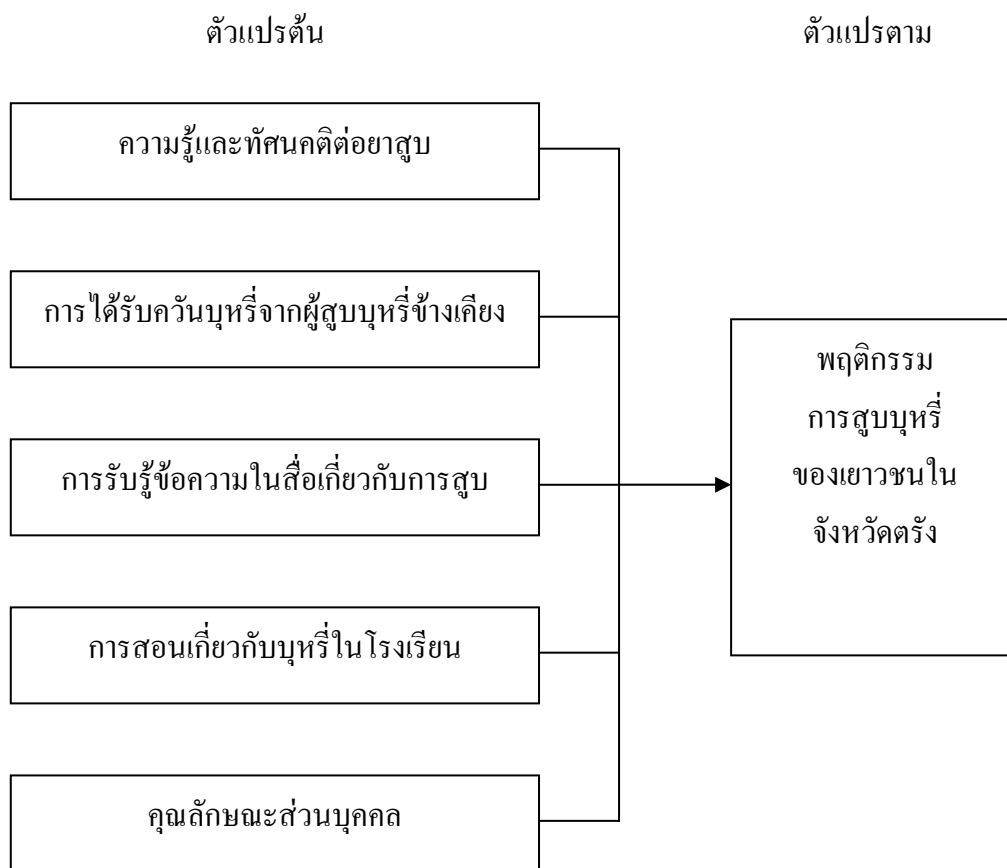 ตัวแปรต้น
ตัวแปรตาม
ความรู้และทัศนคติต่อยาสูบ
การได้รับควันบุหรี่จากผู้สูบบุหรี่ข้างเคียง
การรับรู้ข้อความในสื่อเกี่ยวกับการสูบ
การสอนเกี่ยวกับบุหรี่ในโรงเรียน
คุณลักษณะส่วนบุคคล
พฤติกรรม
การสูบบุหรี่
ของเยาวชนใน
จังหวัดตรัง